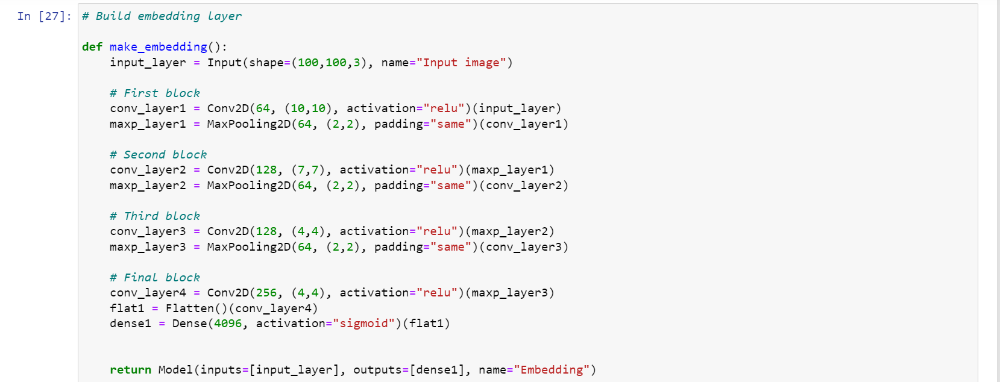 In [27]: # Build embedding layer
def make_embedding():
    input_layer = Input(shape=(100,100,3), name="Input image")
    # First block
    conv_layer1 = Conv2D(64, (10,10), activation="relu")(input_layer)
    maxp_layer1 = MaxPooling2D(64, (2,2), padding="same")(conv_layer1)
    # Second block
    conv_layer2 = Conv2D(128, (7,7), activation="relu")(maxp_layer1)
    maxp_layer2 = MaxPooling2D(64, (2,2), padding="same")(conv_layer2)
    # Third block
    conv_layer3 = Conv2D(128, (4,4), activation="relu")(maxp_layer2)
    maxp_layer3 = MaxPooling2D(64, (2,2), padding="same")(conv_layer3)
    # Final block
    conv_layer4 = Conv2D(256, (4,4), activation="relu")(maxp_layer3)
    flat1 = Flatten()(conv_layer4)
    dense1 = Dense(4096, activation="sigmoid")(flat1)
    return Model(inputs=[input_layer], outputs=[dense1], name="Embedding")